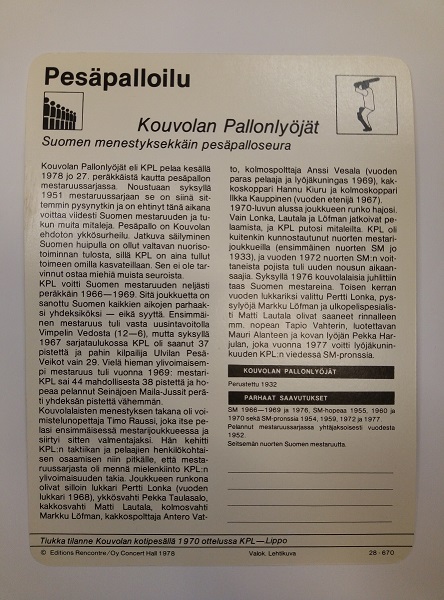 Pesäpalloilu
Kouvolan Pallonlyöjät
Suomen menestyksekkäin pesäpalloseura
Kouvolan Pallonlyöjät eli KPL pelaa kesällä
1978 jo 27. peräkkäistä kautta pesäpallon
mestaruussarjassa. Noustuaan syksyllä
1951 mestaruussarjaan se on siinä sit-
temmin pysynytkin ja on ehtinyt tänä aikana
voittaa viidesti Suomen mestaruuden ja tu-
kun muita mitaleja. Pesäpallo on Kouvolan
ehdoton ykkösurheilu. Jatkuva säilyminen
Suomen huipulla on ollut valtavan nuoriso-
toiminnan tulosta, sillä KPL on aina tullut
toimeen omilla kasvateillaan. Sen ei ole tar-
vinnut ostaa miehiä muista seuroista.
KPL voitti Suomen mestaruuden neljästi
peräkkäin 1966—1969. Sitä joukkuetta on
sanottu Suomen kaikkien aikojen parhaak-
si yhdeksiköksi — eikä syyttä. Ensimmäi-
nen mestaruus tuli vasta uusintavoitolla
Vimpelin Vedosta (12—6), mutta syksyllä
1967 sarjataulukossa KPL oli saanut 37
pistettä ja pahin kilpailija Ulvilan Pesä-
Veikot vain 29. Vielä hieman ylivoimaisem-
pi mestaruus tuli vuonna 1969: mestari-
KPL sai 44 mahdollisesta 38 pistettä ja ho-
peaa pelannut Seinäjoen Maila-Jussit perä-
ti yhdeksän pistettä vähemmän.
Kouvolalaisten menestyksen takana oli voi-
mistelunopettaja Timo Raussi, joka itse pe-
lasi ensimmäisessä mestarijoukkueessa ja
siirtyi sitten valmentajaksi. Hän kehitti
KPL:n taktiikan ja pelaajien henkilökohtai-
sen osaamisen niin pitkälle, että mesta-
ruussarjasta oli mennä mielenkiinto KPL:n
ylivoimaisuuden takia. Joukkueen runkona
olivat silloin lukkari Pertti Lonka (vuoden
lukkari 1968), ykkösvahti Pekka Taulasalo,
kakkosvahti Matti Lautala, kolmosvahti
Markku Löfman, kakkospolttaja Antero Vat-
to, kolmospolttaja Anssi Vesala (vuoden
paras pelaaja ja lyöjäkuningas 1969), kak-
koskoppari Hannu Kiuru ja kolmoskoppari
Ilkka Kauppinen (vuoden etenijä 1967).
1970-luvun alussa joukkueen runko hajosi.
Vain Lonka, Lautala ja Löfman jatkoivat pe-
laamista, ja KPL putosi mitaleilta. KPL oli
kuitenkin kunnostautunut nuorten mestari-
joukkueilla (ensimmäinen nuorten SM jo
1933), ja vuoden 1972 nuorten SM:n voit-
taneista pojista tuli uuden nousun aikaan-
saajia. Syksyllä 1976 kouvolalaisia juhlittiin
taas Suomen mestareina. Toisen kerran
vuoden lukkariksi valittu Pertti Lonka, pys-
sylyöjä Markku Löfman ja ulkopelispesialis-
ti Matti Lautala olivat saaneet rinnalleen
mm. nopean Tapio Vahterin, luotettavan
Mauri Alanteen ja kovan lyöjän Pekka Har-
julan, joka vuonna 1977 voitti lyöjäkunin-
kuuden KPL:n viedessä SM-pronssia.
KOUVOLAN PALLONLYÖJÄT
Perustettu 1932
PARHAAT SAAVUTUKSET
SM 1966—1969 ja 1976, SM-hopeaa 1955, 1960 ja
1970 sekä SM-pronssia 1954, 1959, 1972 ja 1977.
Pelannut mestaruussarjassa yhtäjaksoisesti vuodesta
1952.
Seitsemän nuorten Suomen mestaruutta.
Tiukka tilanne Kouvolan kotipesällä 1970 ottelussa KPL—Lippo
© Editions Rencontre/Oy Concert Hall 1978
Valok. Lehtikuva
28-670